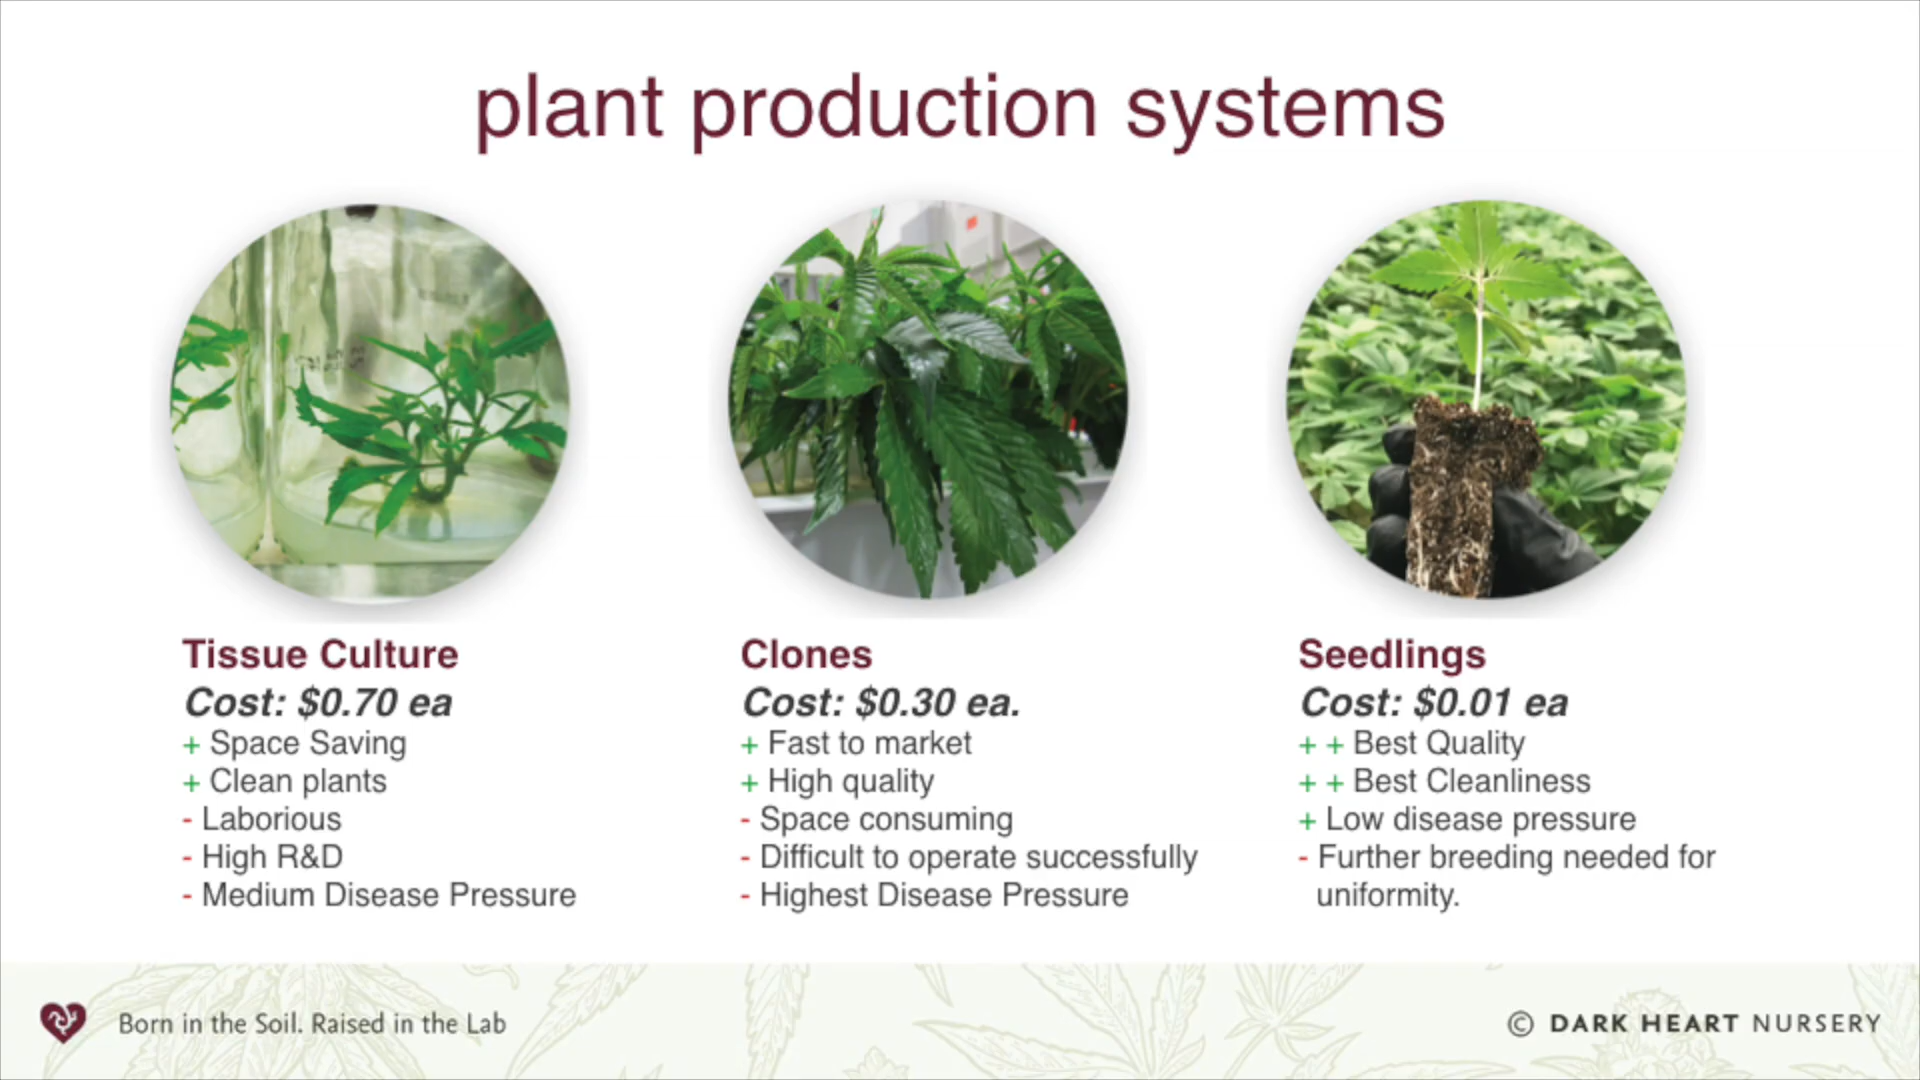 plant production systems
Tissue Culture
Cost: $0.70 ea
+ Space Saving
+ Clean plants
- Laborious
- High R&D
- Medium Disease Pressure
Clones
Cost: $0.30 ea.
+ Fast to market
+ High quality
- Space consuming
- Difficult to operate successfully
- Highest Disease Pressure
Seedlings
Cost: $0.01 ea
+ + Best Quality
+ + Best Cleanliness
+ Low disease pressure
- Further breeding needed for
uniformity.
Born in the Soil. Raised in the Lab
© DARK HEART NURSERY